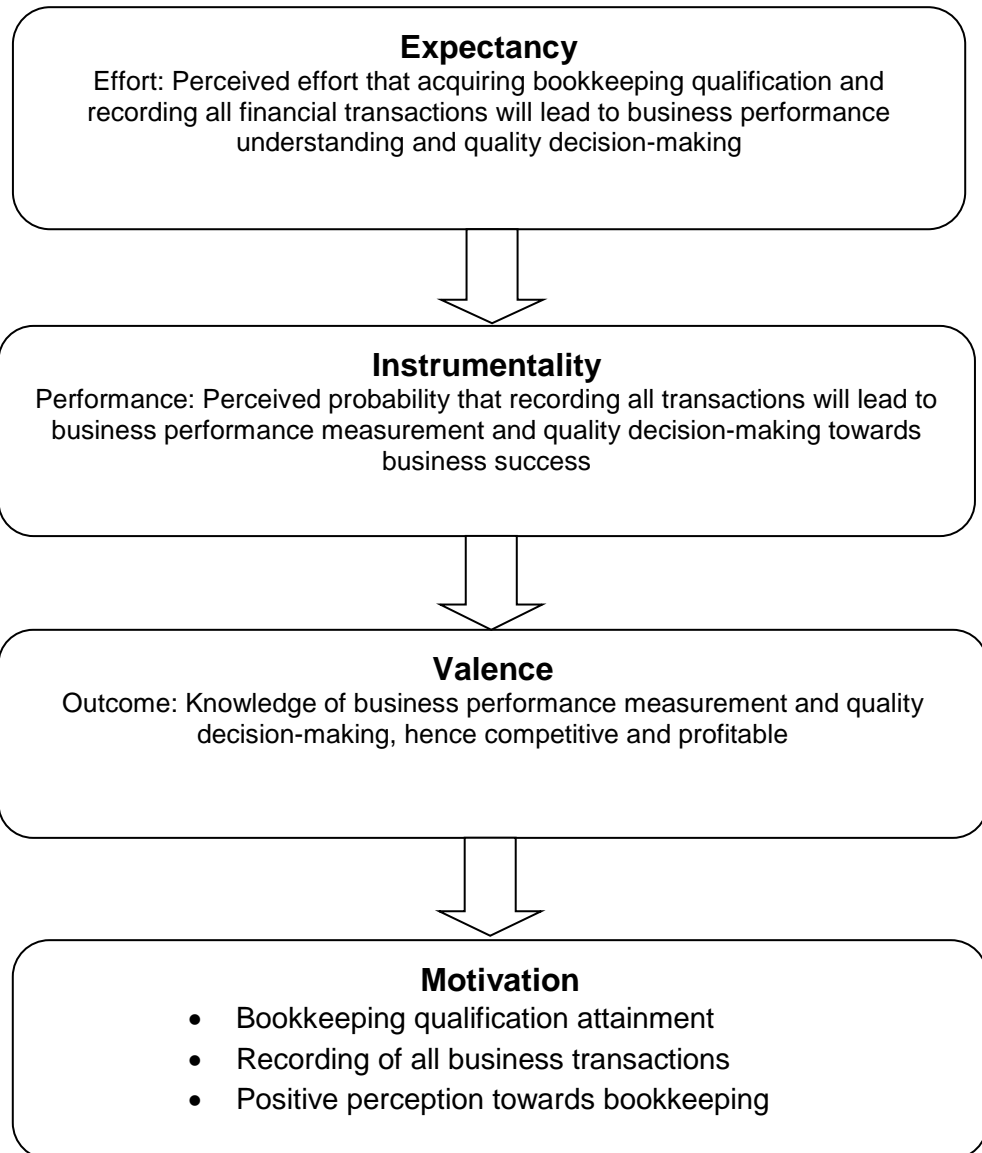 Expectancy
Effort: Perceived effort that acquiring bookkeeping qualification and
recording all financial transactions will lead to business performance
understanding and quality decision-making
Instrumentality
Performance: Perceived probability that recording all transactions will lead to
business performance measurement and quality decision-making towards
business success
Valence
Outcome: Knowledge of business performance measurement and quality
decision-making, hence competitive and profitable
Motivation
• Bookkeeping qualification attainment
• Recording of all business transactions
• Positive perception towards bookkeeping